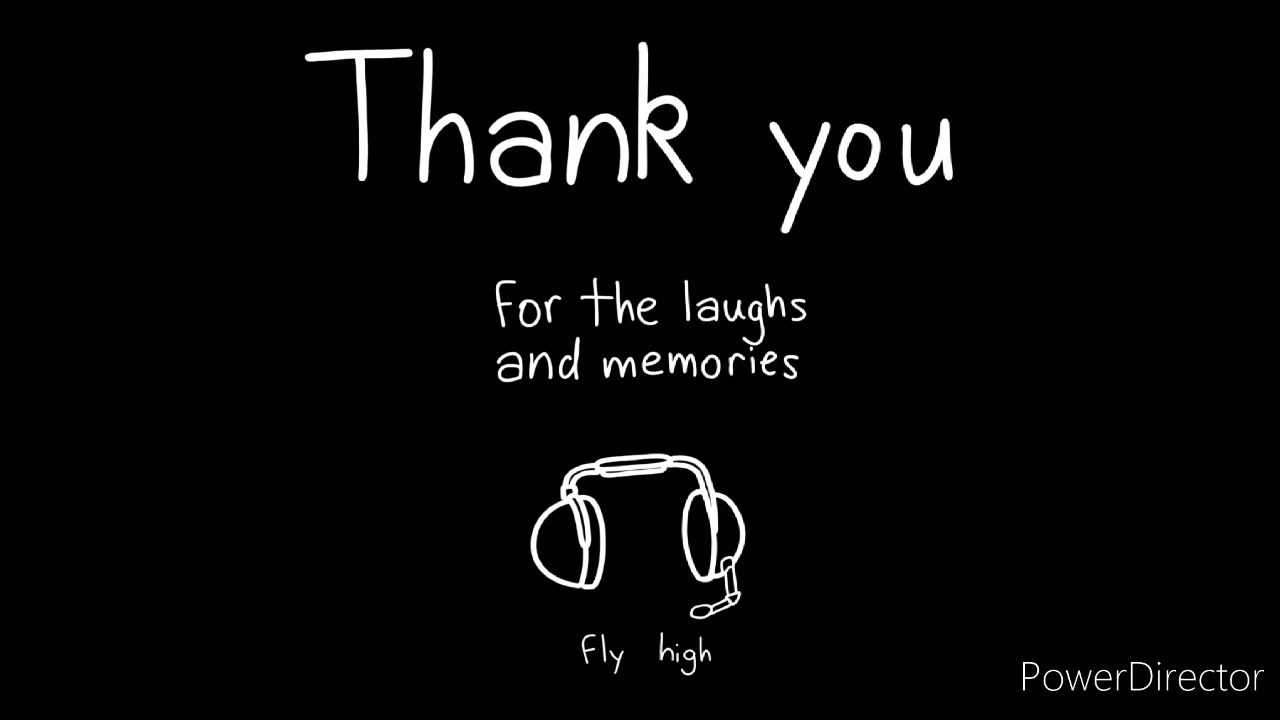 Thank you
For the laughs
and memories
Fly high
PowerDirector